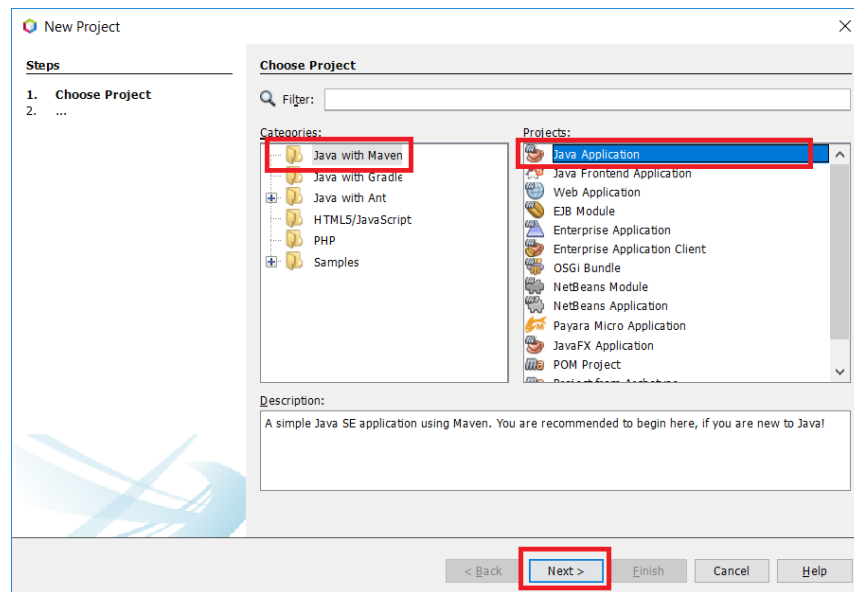 New Project
Steps
1. Choose Project
2. ...
Choose Project
Filter:
Categories:
Java with Maven
Java with Gradle
Java with Ant
HTML5/JavaScript
PHP
Samples
Projects:
Java Application
Java Frontend Application
Web Application
EJB Module
Enterprise Application
Enterprise Application Client
OSGi Bundle
NetBeans Module
NetBeans Application
Payara Micro Application
JavaFX Application
POM Project
Project from Archetype
Description:
A simple Java SE application using Maven. You are recommended to begin here, if you are new to Java!
< Back
Next >
Finish
Cancel
Help